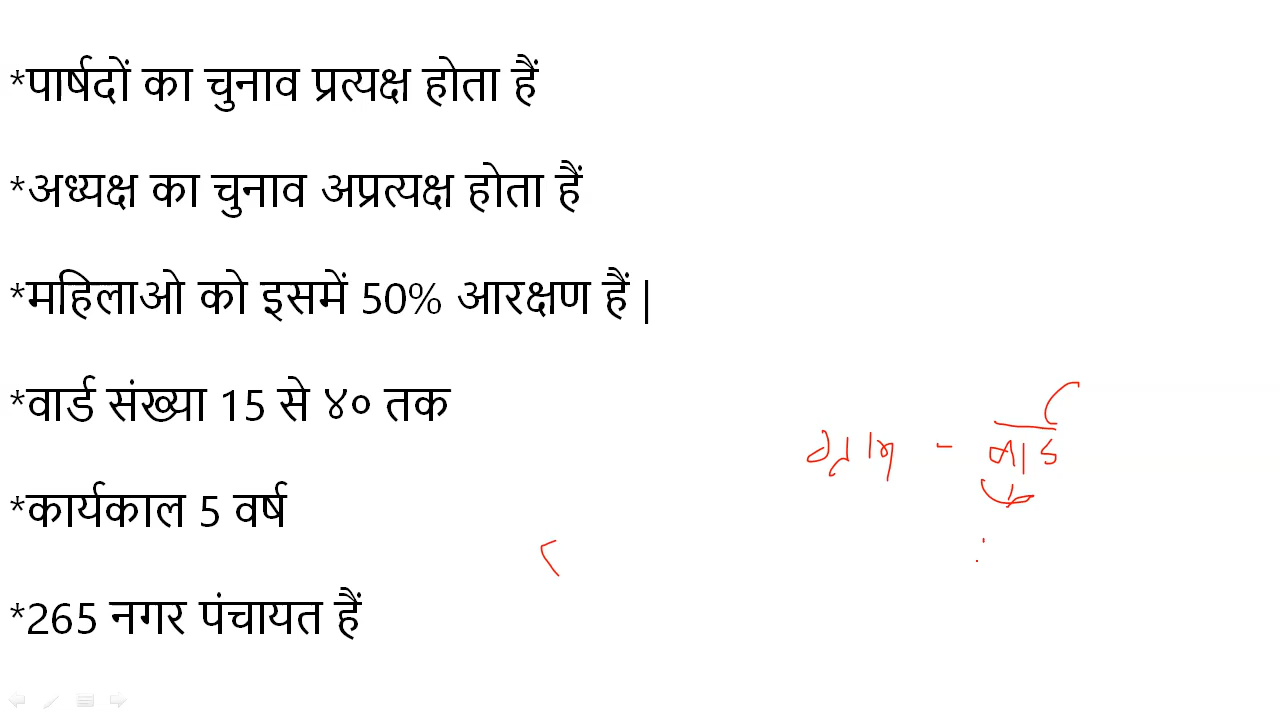 *पार्षदों का चुनाव प्रत्यक्ष होता हैं
*अध्यक्ष का चुनाव अप्रत्यक्ष होता हैं
*महिलाओ को इसमें 50% आरक्षण हैं |
*वार्ड संख्या 15 से ४० तक
ग्राम - वार्ड
*कार्यकाल 5 वर्ष
*265 नगर पंचायत हैं